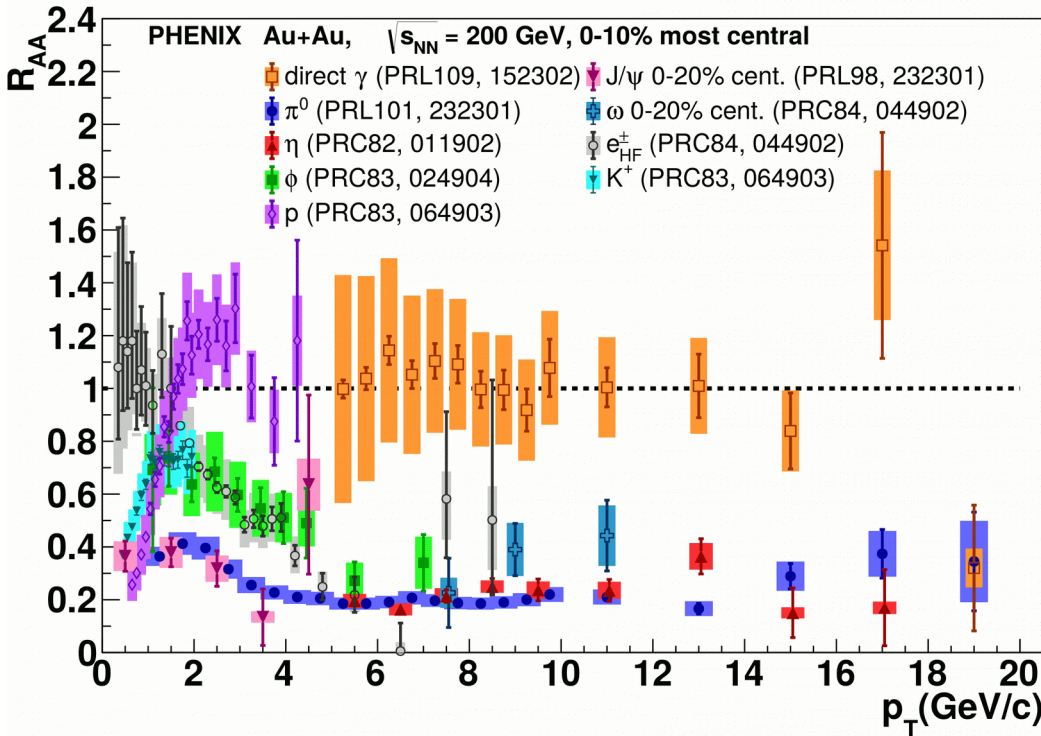 PHENIX Au+Au, √s_NN = 200 GeV, 0-10% most central
direct γ (PRL109, 152302)
π⁰ (PRL101, 232301)
η (PRC82, 011902)
ϕ (PRC83, 024904)
p (PRC83, 064903)
J/ψ 0-20% cent. (PRL98, 232301)
ω 0-20% cent. (PRC84, 044902)
e±HF (PRC84, 044902)
K⁺ (PRC83, 064903)
R_AA
2.4
2.2
2
1.8
1.6
1.4
1.2
1
0.8
0.6
0.4
0.2
0
0 2 4 6 8 10 12 14 16 18 20
p_T(GeV/c)